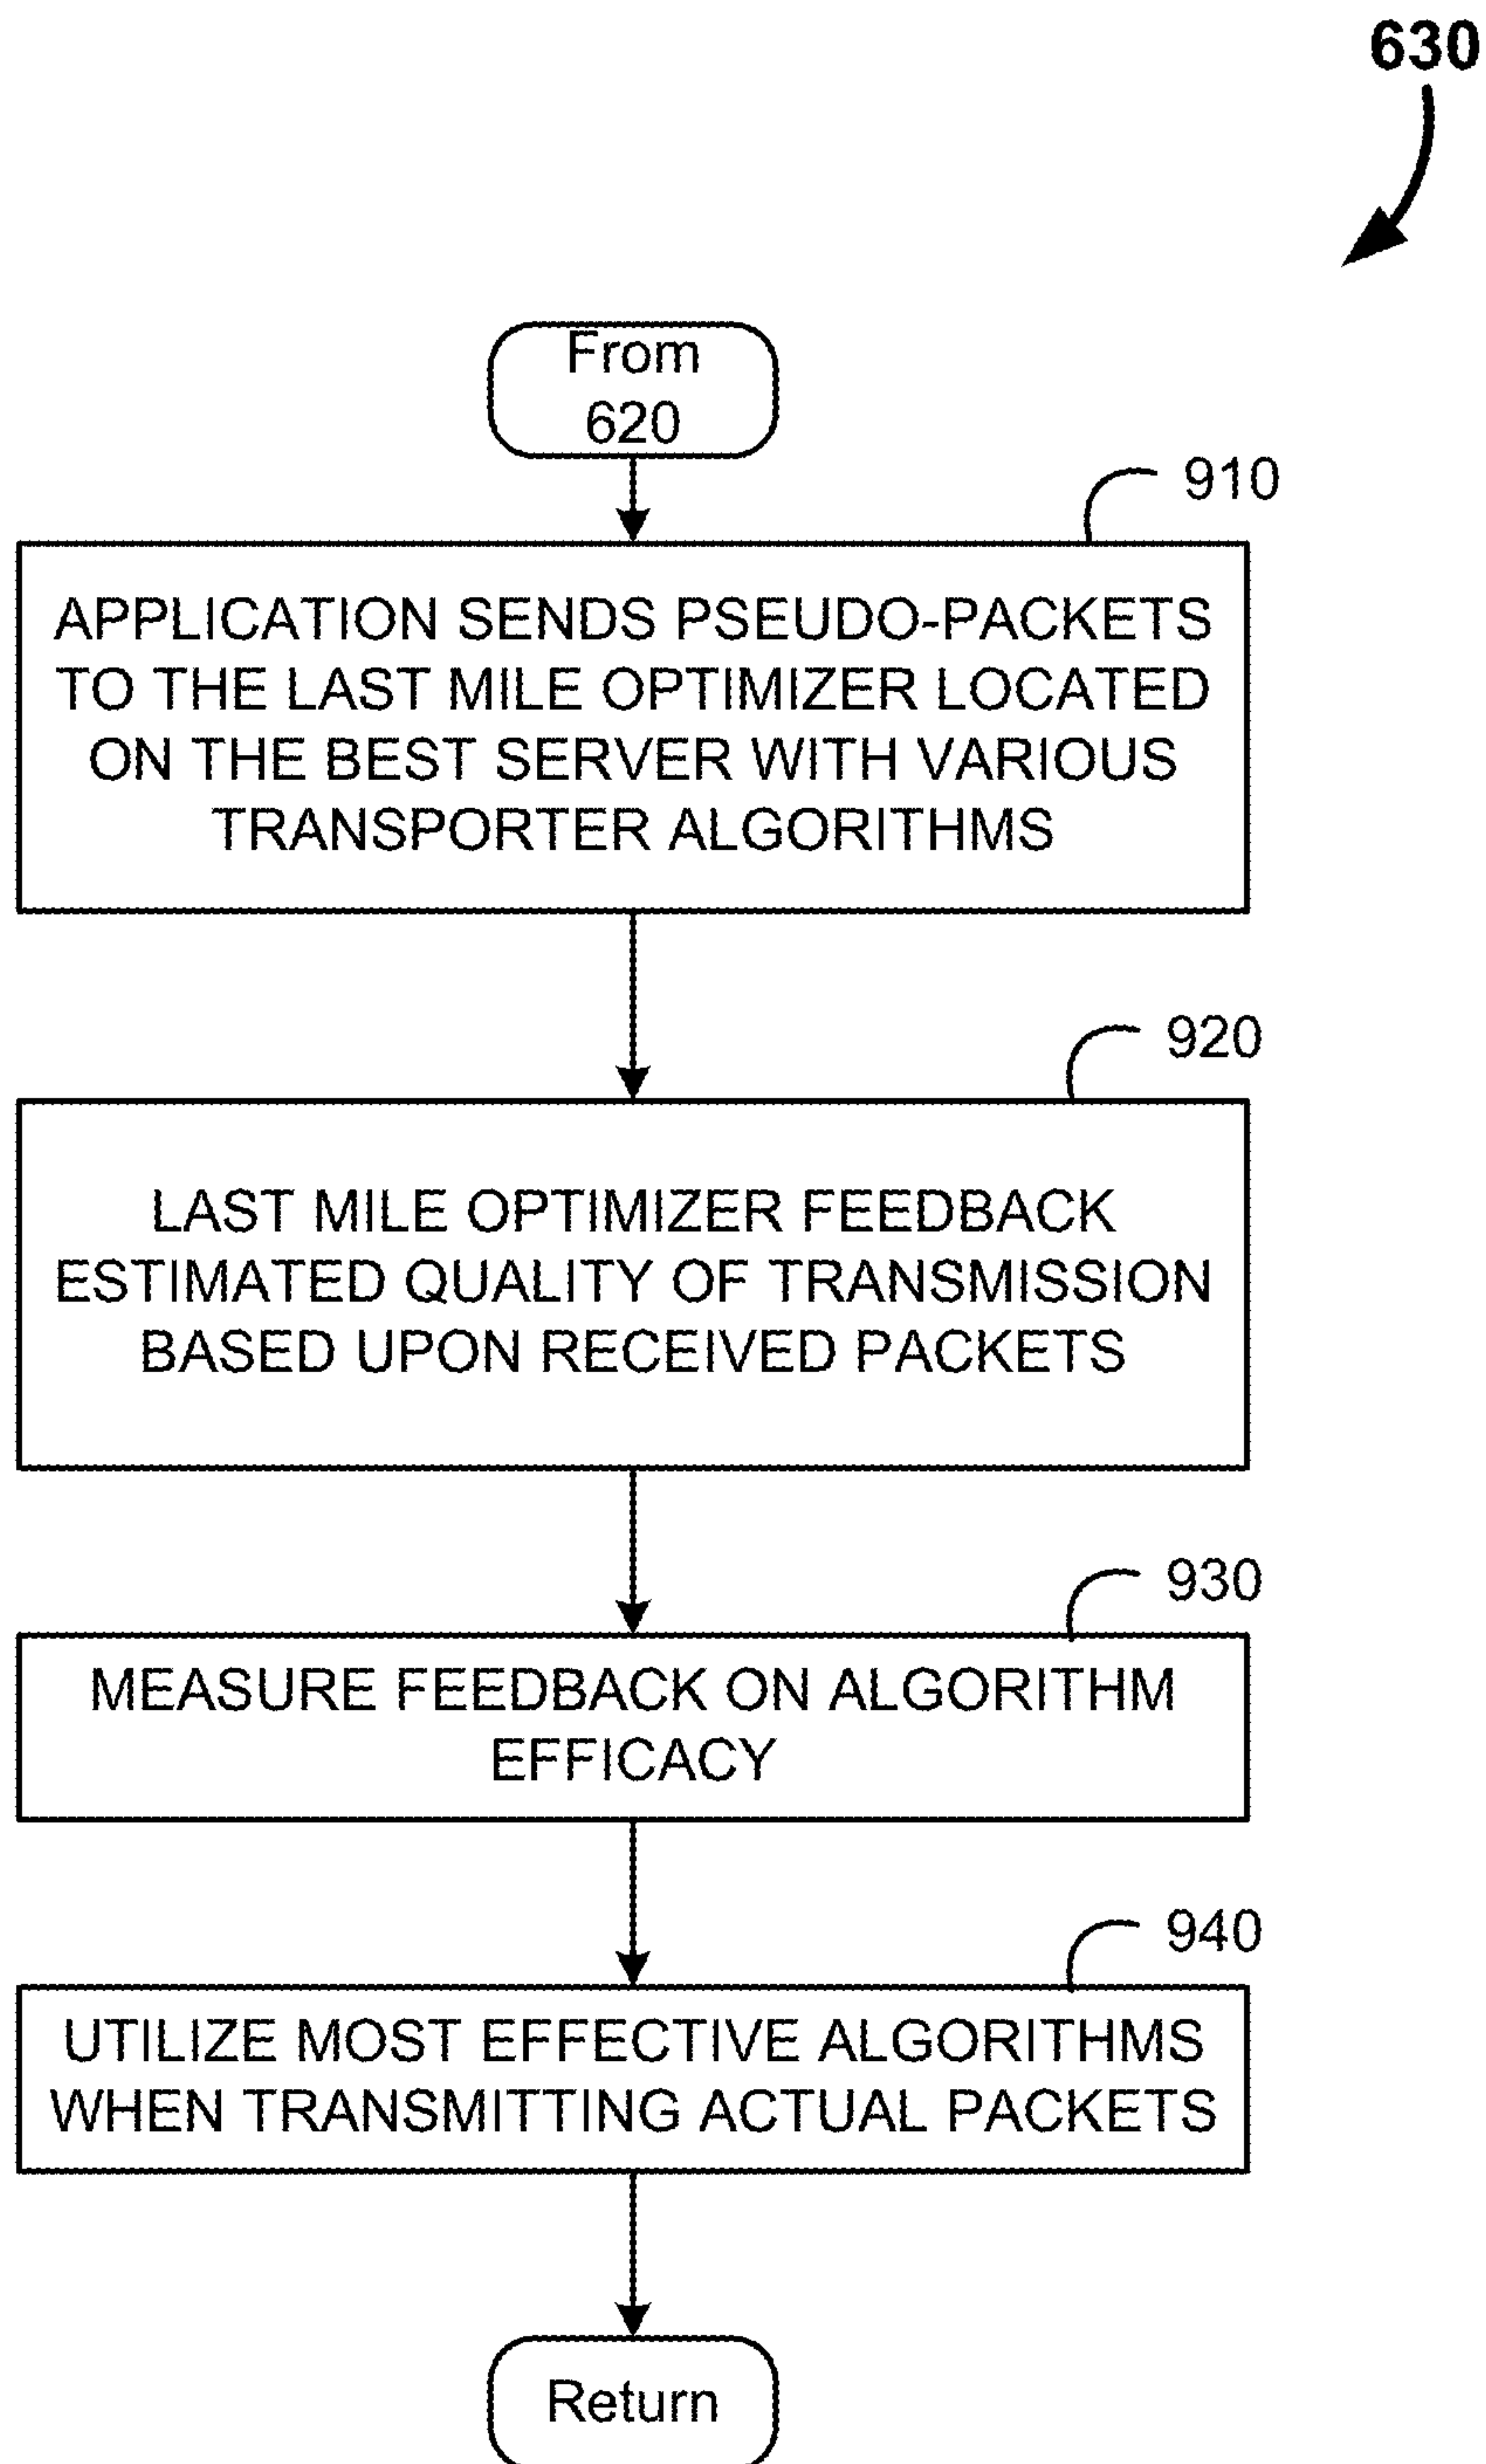 630
From
620
910
APPLICATION SENDS PSEUDO-PACKETS
TO THE LAST MILE OPTIMIZER LOCATED
ON THE BEST SERVER WITH VARIOUS
TRANSPORTER ALGORITHMS
920
LAST MILE OPTIMIZER FEEDBACK
ESTIMATED QUALITY OF TRANSMISSION
BASED UPON RECEIVED PACKETS
930
MEASURE FEEDBACK ON ALGORITHM
EFFICACY
940
UTILIZE MOST EFFECTIVE ALGORITHMS
WHEN TRANSMITTING ACTUAL PACKETS
Return